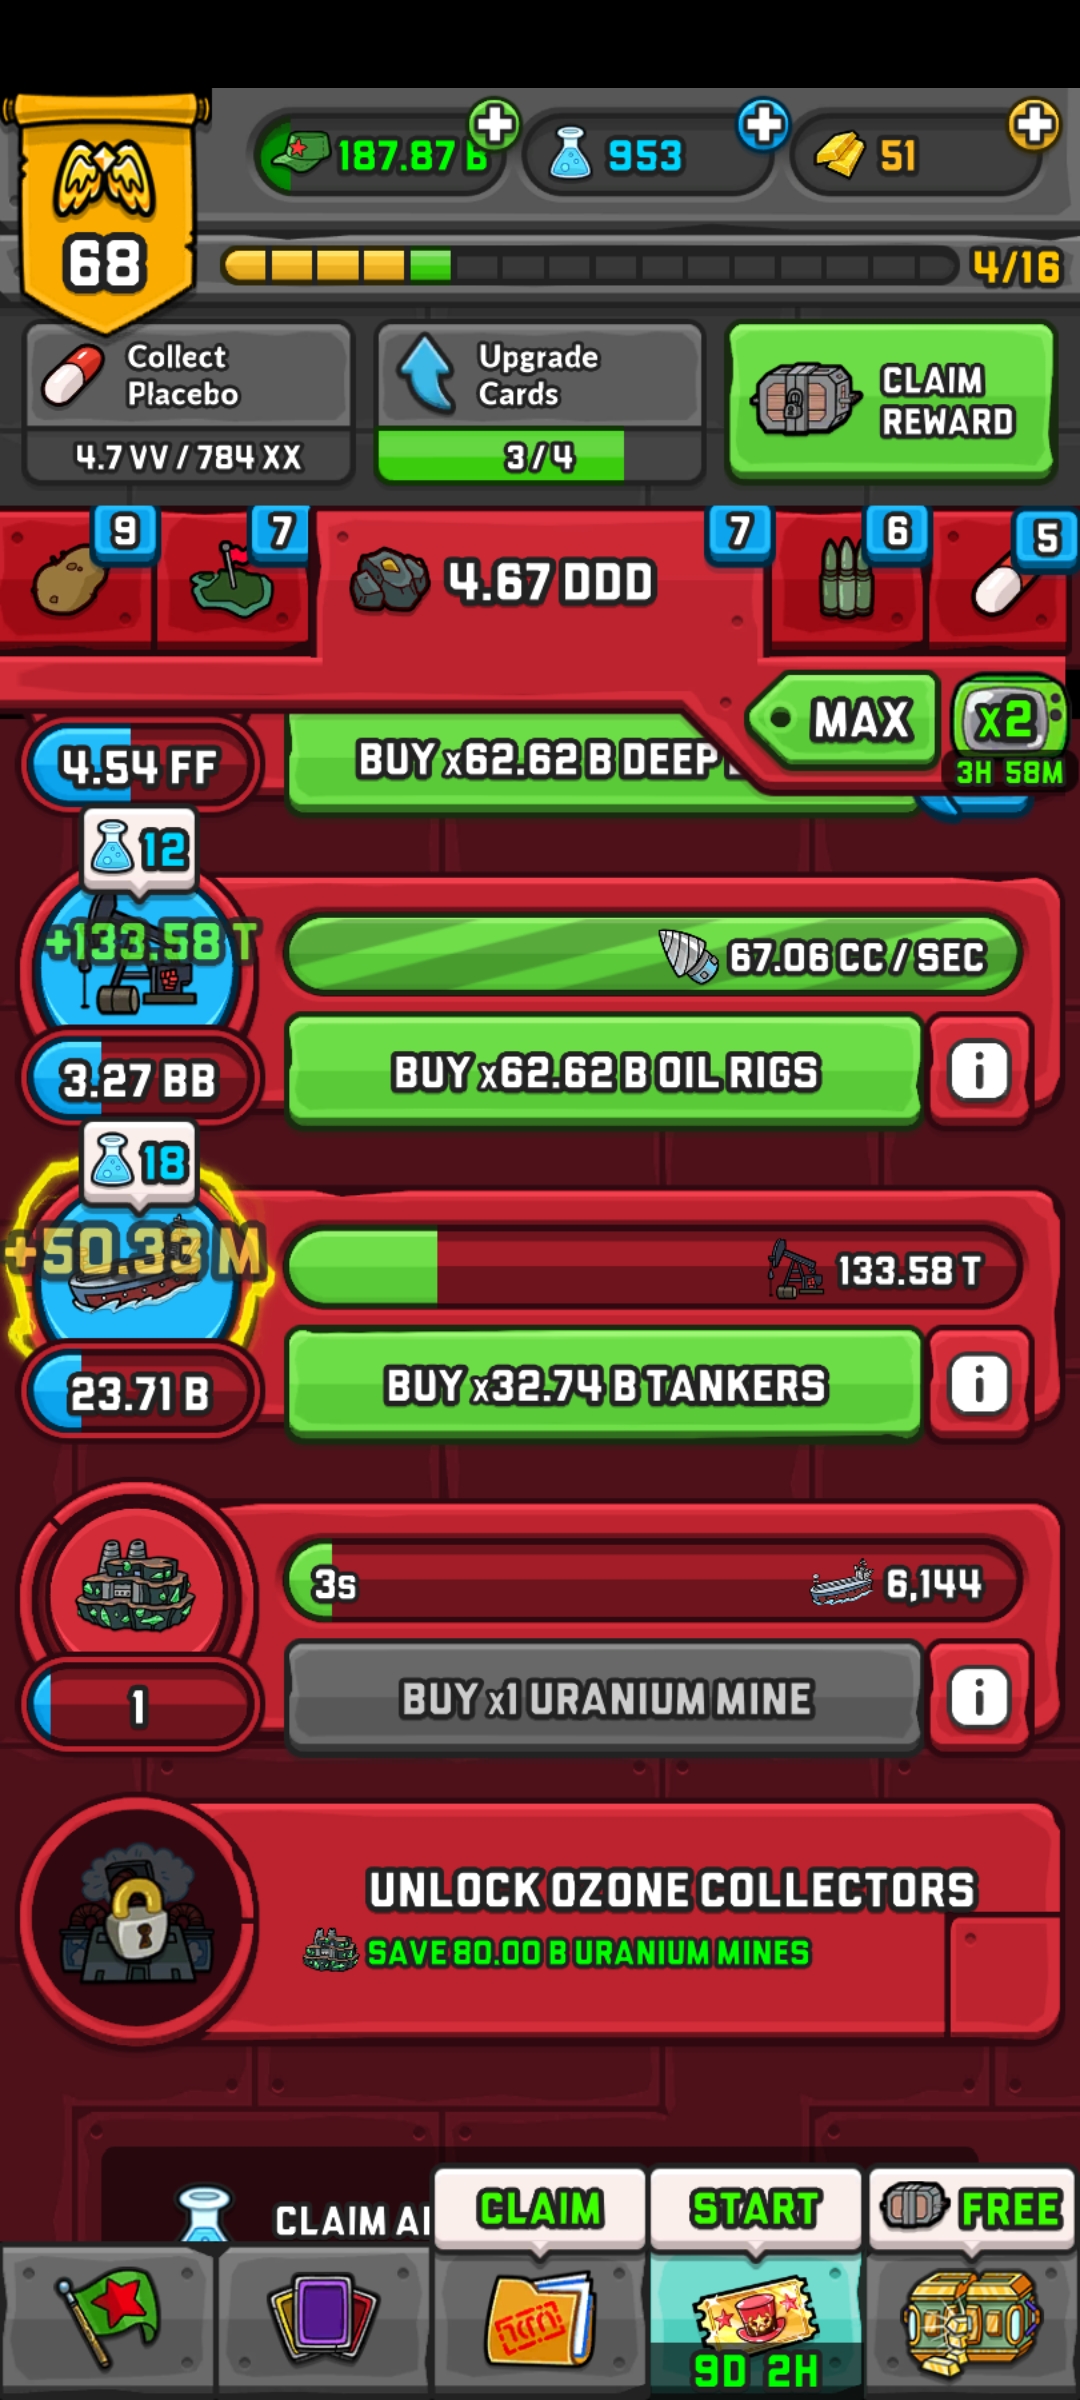 187.87 B
953
51
68
4/16
Collect
Placebo
4.7 VV / 784 XX
Upgrade
Cards
3/4
CLAIM
REWARD
9
7
4.67 DDD
7
6
5
MAX
x2
3H 58M
4.54 FF
BUY x62.62 B DEEP
12
+133.58 T
67.06 CC / SEC
3.27 BB
BUY x62.62 B OIL RIGS
i
18
+50.33 M
133.58 T
23.71 B
BUY x32.74 B TANKERS
i
3s
6,144
1
BUY x1 URANIUM MINE
i
UNLOCK OZONE COLLECTORS
SAVE 80.00 B URANIUM MINES
CLAIM
CLAIM
START
FREE
9D 2H